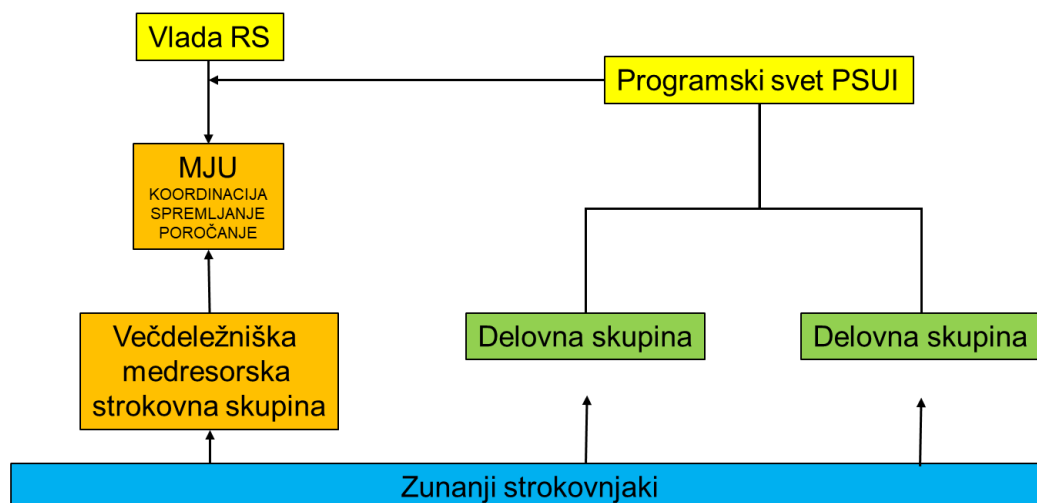 Vlada RS
Programski svet PSUI
MJU
KOORDINACIJA
SPREMLJANJE
POROČANJE
Večdeležniška
medresorska
strokovna skupina
Delovna skupina
Delovna skupina
Zunanji strokovnjaki